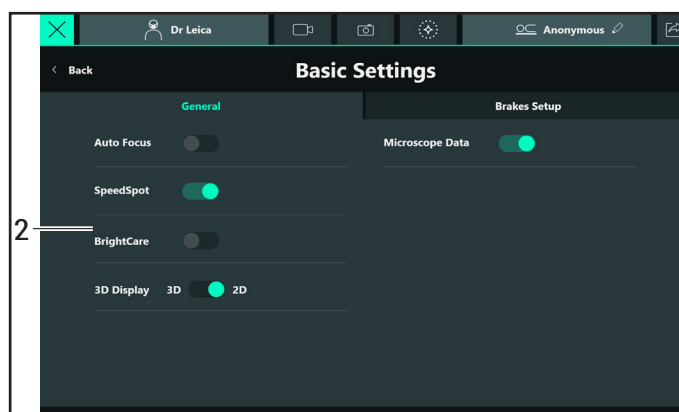 Dr Leica
Anonymous
< Back
Basic Settings
General
Brakes Setup
Auto Focus
Microscope Data
SpeedSpot
2
BrightCare
3D Display 3D 2D